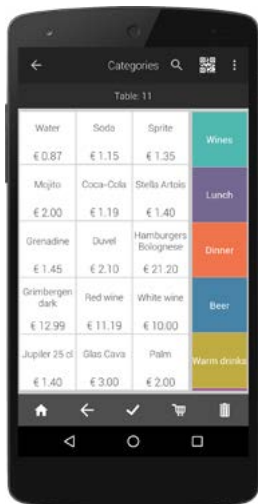 Categories
Table: 11
Water
Soda
Sprite
€ 0.87
€ 1.15
€ 1.35
Wines
Mojito
Coca-Cola
Stella Artois
€ 2.00
€ 1.19
€ 1.40
Lunch
Grenadine
Duvel
Hamburgers
Bolognese
€ 1.45
€ 2.10
€ 21.20
Dinner
Grimbergen
dark
Red wine
White wine
€ 12.99
€ 11.19
€ 10.00
Beer
Jupiler 25 cl
Glas Cava
Palm
€ 1.40
€ 3.00
€ 2.00
Warm drinks